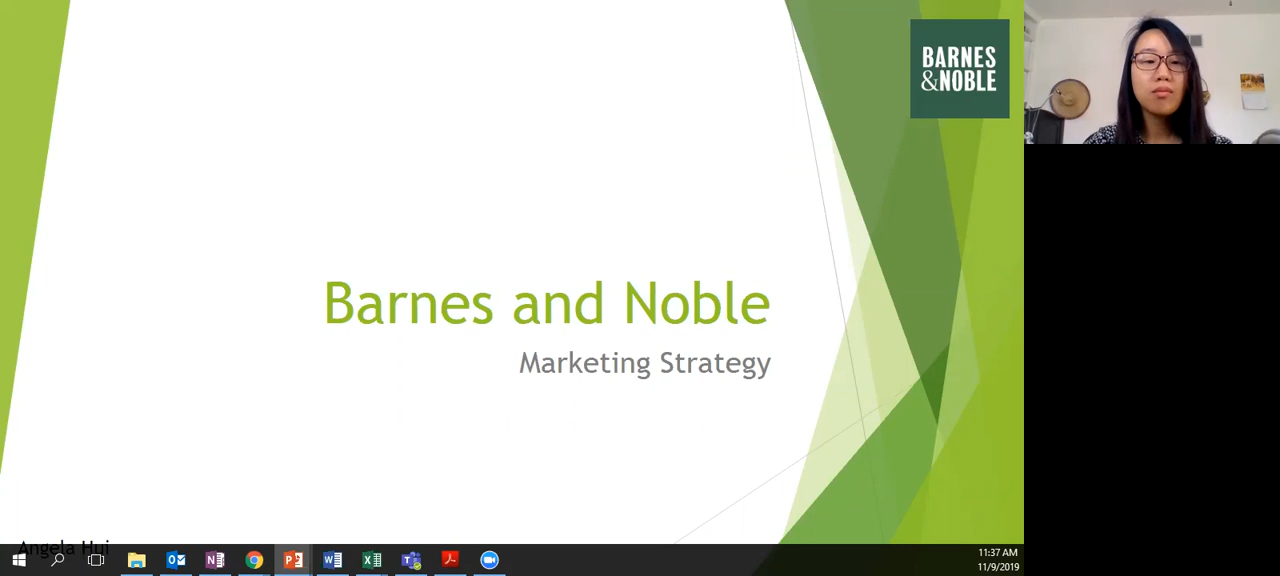 BARNES
&NOBLE
Barnes and Noble
Marketing Strategy
Angela Hui
11:37 AM
11/9/2019